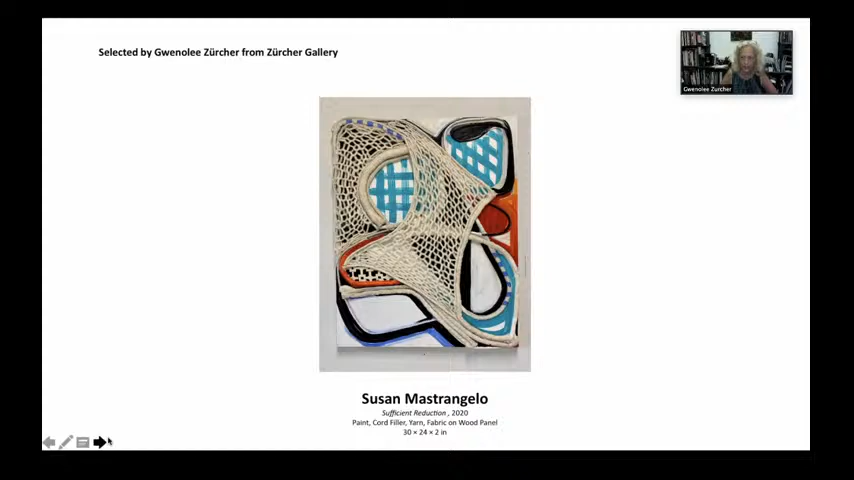 Selected by Gwenolee Zürcher from Zürcher Gallery
Gwenolee Zurcher
Susan Mastrangelo
Sufficient Reduction , 2020
Paint, Cord Filler, Yarn, Fabric on Wood Panel
30 × 24 × 2 in